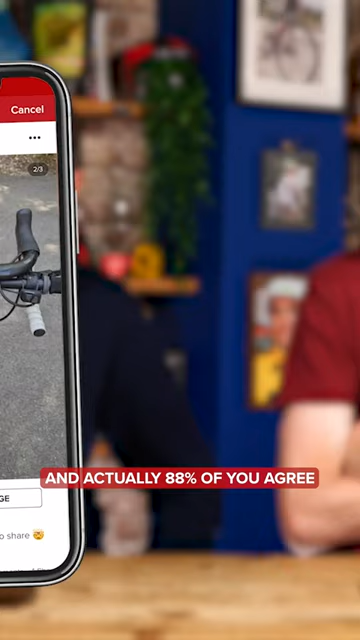 Cancel
•••
2/3
AND ACTUALLY 88% OF YOU AGREE
GE
o share 🤯